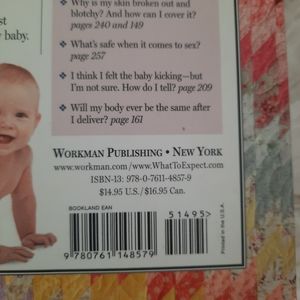 Why is my skin broken out and
blotchy? And how can I cover it?
pages 240 and 149
st
baby.
What's safe when it comes to sex?
page 257
I think I felt the baby kicking—but
I'm not sure. How do I tell? page 209
Will my body ever be the same after
I deliver? page 161
WORKMAN PUBLISHING • NEW YORK
www.workman.com/www.WhatToExpect.com
ISBN-13: 978-0-7611-4857-9
$14.95 U.S./$16.95 Can.
BOOKLAND EAN
51495>
9 780761 148579
Printed in the U.S.A.